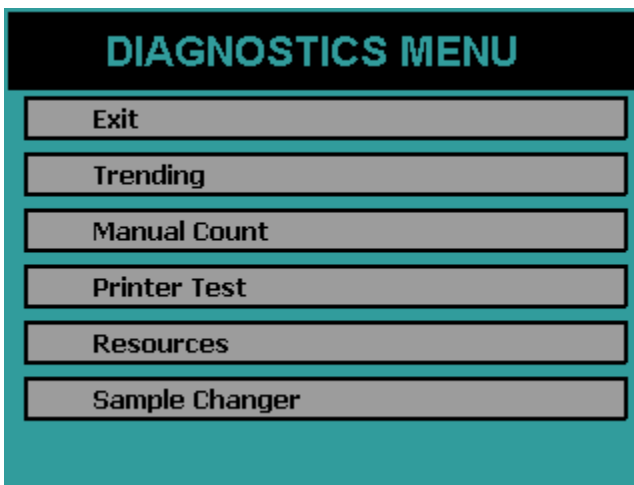 DIAGNOSTICS MENU
Exit
Trending
Manual Count
Printer Test
Resources
Sample Changer